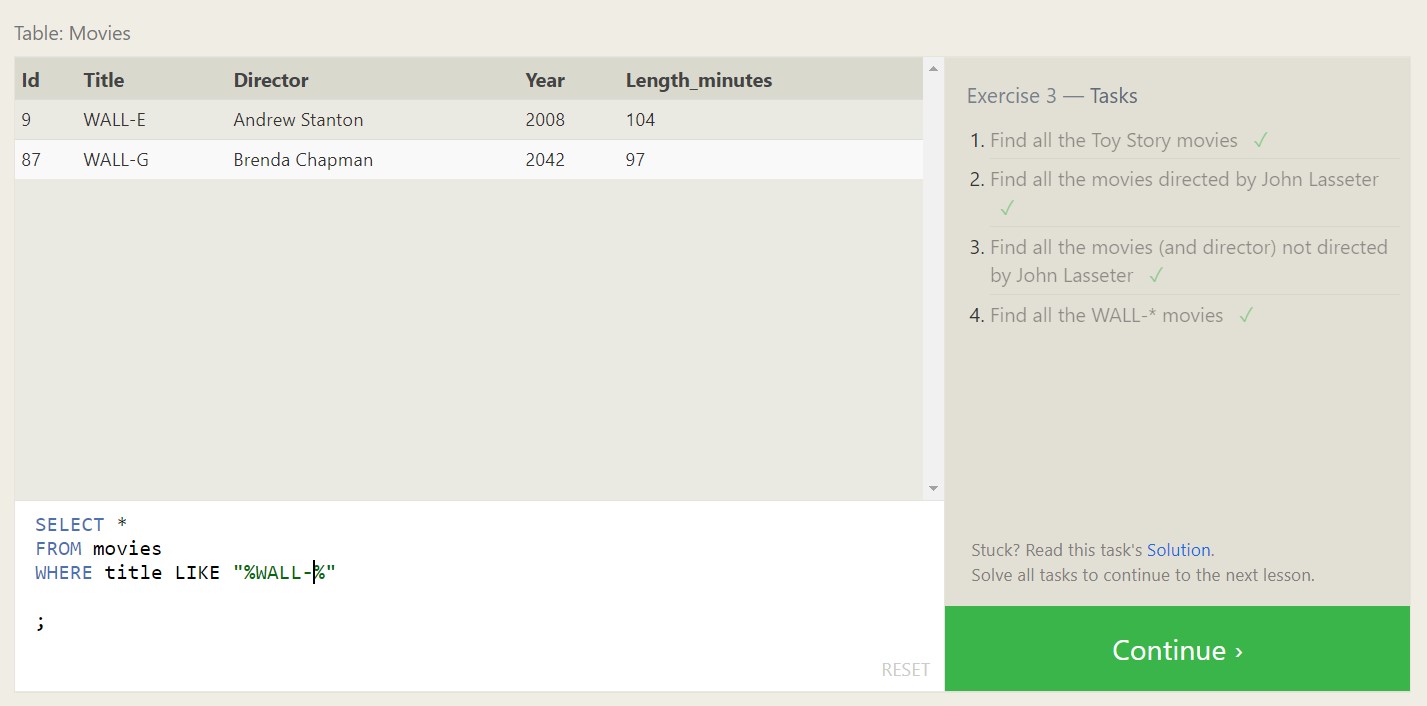 Table: Movies
Id Title Director Year Length_minutes
9 WALL-E Andrew Stanton 2008 104
87 WALL-G Brenda Chapman 2042 97
SELECT *
FROM movies
WHERE title LIKE "%WALL-%"
;
RESET
Exercise 3 — Tasks
1. Find all the Toy Story movies ✓
2. Find all the movies directed by John Lasseter
✓
3. Find all the movies (and director) not directed
by John Lasseter ✓
4. Find all the WALL-* movies ✓
Stuck? Read this task's Solution.
Solve all tasks to continue to the next lesson.
Continue ›